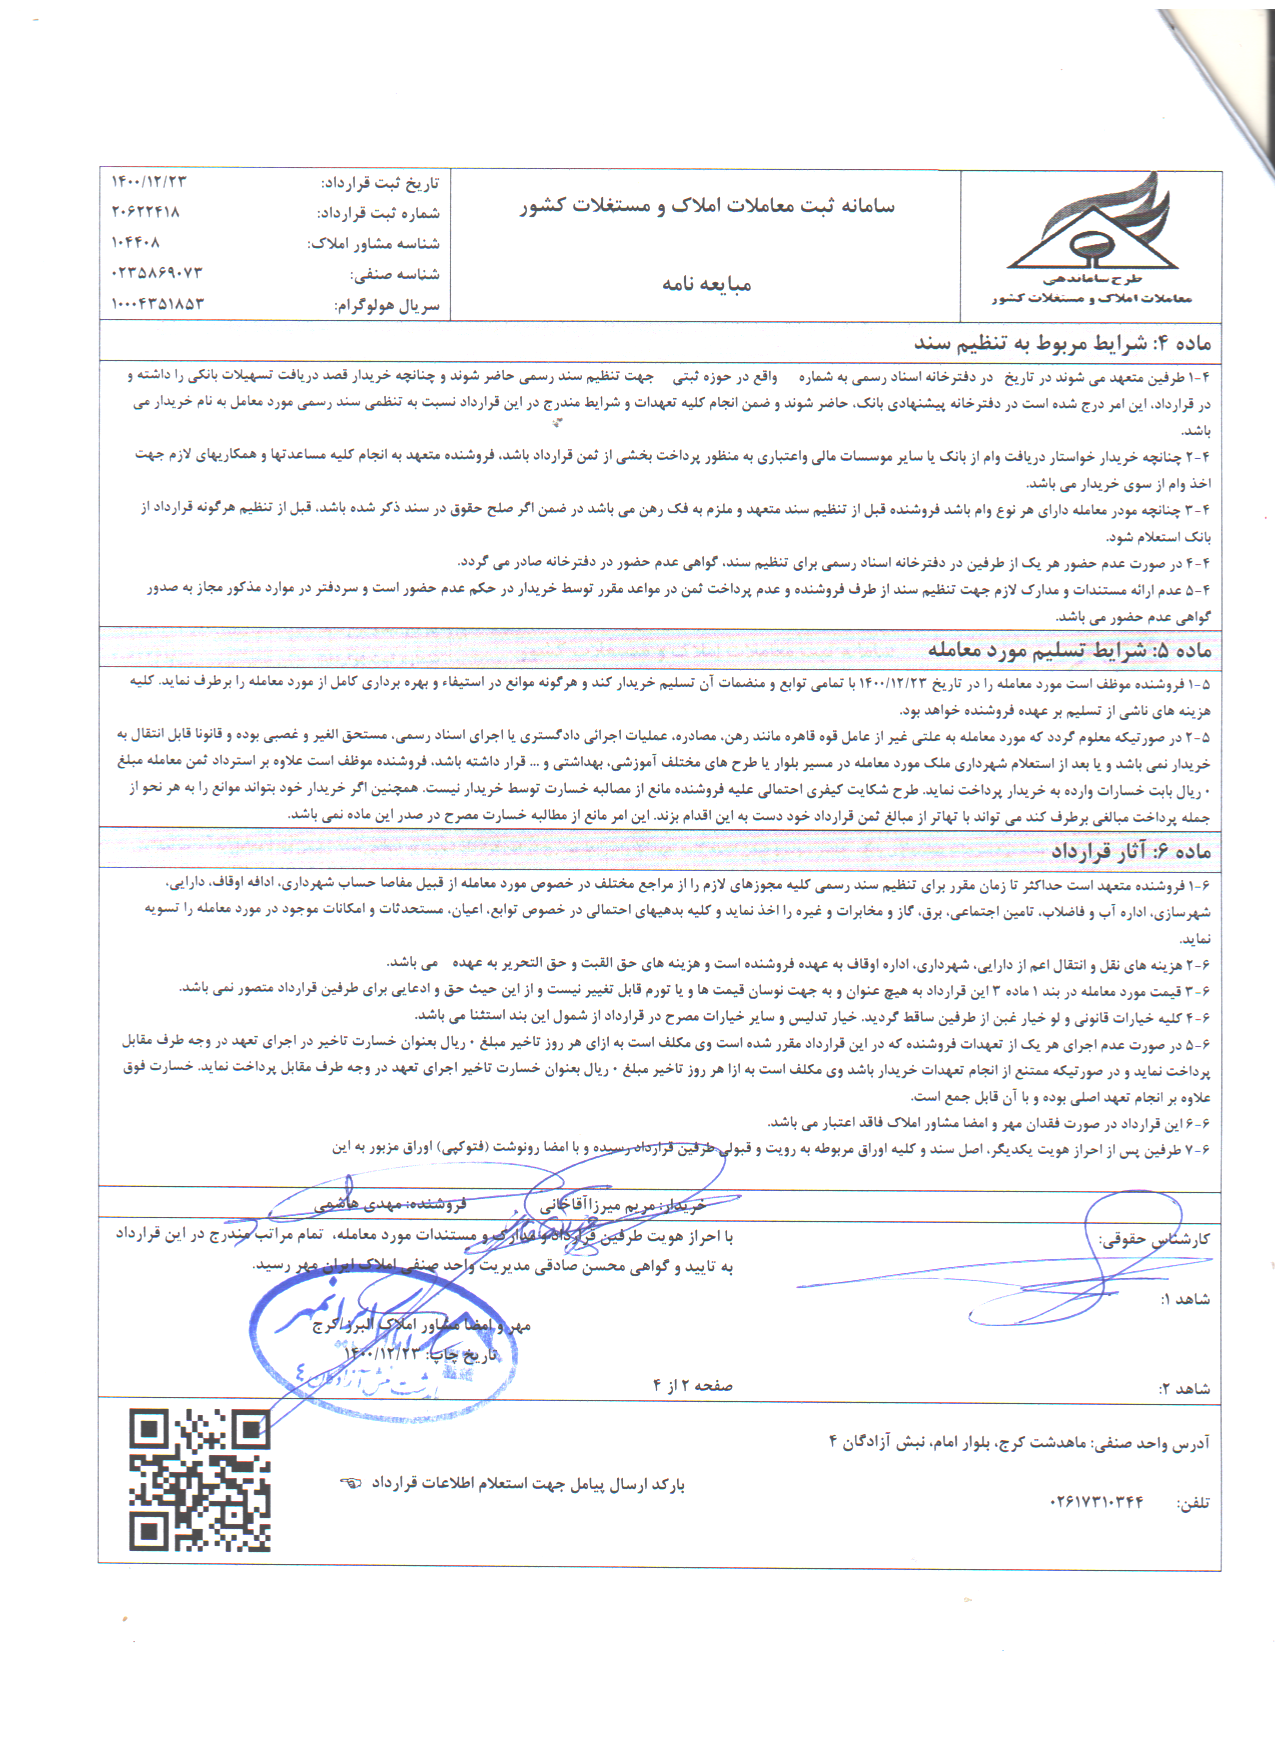 طرح ساماندهی
معاملات املاک و مستغلات کشور
سامانه ثبت معاملات املاک و مستغلات کشور
مبایعه نامه
تاریخ ثبت قرارداد: ۱۴۰۰/۱۲/۲۳
شماره ثبت قرارداد: ۲۰۶۲۲۴۱۸
شناسه مشاور املاک: ۱۰۴۴۰۸
شناسه صنفی: ۰۲۳۵۸۶۹۰۷۳
سریال هولوگرام: ۱۰۰۰۴۳۵۱۸۵۳
ماده ۴: شرایط مربوط به تنظیم سند
۴-۱ طرفین متعهد می شوند در تاریخ در دفترخانه اسناد رسمی به شماره واقع در حوزه ثبتی جهت تنظیم سند رسمی حاضر شوند و چنانچه خریدار قصد دریافت تسهیلات بانکی را داشته و
در قرارداد، این امر درج شده است در دفترخانه پیشنهادی بانک، حاضر شوند و ضمن انجام کلیه تعهدات و شرایط مندرج در این قرارداد نسبت به تنظمی سند رسمی مورد معامل به نام خریدار می
باشد.
۴-۲ چنانچه خریدار خواستار دریافت وام از بانک یا سایر موسسات مالی واعتباری به منظور پرداخت بخشی از ثمن قرارداد باشد، فروشنده متعهد به انجام کلیه مساعدتها و همکاریهای لازم جهت
اخذ وام از سوی خریدار می باشد.
۴-۳ چنانچه مودر معامله دارای هر نوع وام باشد فروشنده قبل از تنظیم سند متعهد و ملزم به فک رهن می باشد در ضمن اگر صلح حقوق در سند ذکر شده باشد، قبل از تنظیم هرگونه قرارداد از
بانک استعلام شود.
۴-۴ در صورت عدم حضور هر یک از طرفین در دفترخانه اسناد رسمی برای تنظیم سند، گواهی عدم حضور در دفترخانه صادر می گردد.
۴-۵ عدم ارائه مستندات و مدارک لازم جهت تنظیم سند از طرف فروشنده و عدم پرداخت ثمن در مواعد مقرر توسط خریدار در حکم عدم حضور است و سردفتر در موارد مذکور مجاز به صدور
گواهی عدم حضور می باشد.
ماده ۵: شرایط تسلیم مورد معامله
۵-۱ فروشنده موظف است مورد معامله را در تاریخ ۱۴۰۰/۱۲/۲۳ با تمامی توابع و منضمات آن تسلیم خریدار کند و هرگونه موانع در استیفاء و بهره برداری کامل از مورد معامله را برطرف نماید. کلیه
هزینه های ناشی از تسلیم بر عهده فروشنده خواهد بود.
۵-۲ در صورتیکه معلوم گردد که مورد معامله به علتی غیر از عامل قوه قاهره مانند رهن، مصادره، عملیات اجرائی دادگستری یا اجرای اسناد رسمی، مستحق الغیر و غصبی بوده و قانونا قابل انتقال به
خریدار نمی باشد و یا بعد از استعلام شهرداری ملک مورد معامله در مسیر بلوار یا طرح های مختلف آموزشی، بهداشتی و ... قرار داشته باشد، فروشنده موظف است علاوه بر استرداد ثمن معامله مبلغ
۰ ریال بابت خسارات وارده به خریدار پرداخت نماید. طرح شکایت کیفری احتمالی علیه فروشنده مانع از مصالبه خسارت توسط خریدار نیست. همچنین اگر خریدار خود بتواند موانع را به هر نحور از
جمله پرداخت مبالغی برطرف کند می تواند با تهاتر از مبالغ ثمن قرارداد خود دست به این اقدام بزند. این امر مانع از مطالبه خسارت مصرح در صدر این ماده نمی باشد.
ماده ۶: آثار قرارداد
۶-۱ فروشنده متعهد است حداکثر تا زمان مقرر برای تنظیم سند رسمی کلیه مجوزهای لازم را از مراجع مختلف در خصوص مورد معامله از قبیل مفاصا حساب شهرداری، ادافه اوقاف، دارایی،
شهرسازی، اداره آب و فاضلاب، تامین اجتماعی، برق، گاز و مخابرات و غیره را اخذ نماید و کلیه بدهیهای احتمالی در خصوص توابع، اعیان، مستحدثات و امکانات موجود در مورد معامله را تسویه
نماید.
۶-۲ هزینه های نقل و انتقال اعم از دارایی، شهرداری، اداره اوقاف به عهده فروشنده است و هزینه های حق القبت و حق التحریر به عهده می باشد.
۶-۳ قیمت مورد معامله در بند ۱ ماده ۳ این قرارداد به هیچ عنوان و به جهت نوسان قیمت ها و یا تورم قابل تغییر نیست و از این حیث حق و ادعایی برای طرفین قرارداد متصور نمی باشد.
۶-۴ کلیه خیارات قانونی و لو خیار غبن از طرفین ساقط گردید. خیار تدلیس و سایر خیارات مصرح در قرارداد از شمول این بند استثنا می باشد.
۶-۵ در صورت عدم اجرای هر یک از تعهدات فروشنده که در این قرارداد مقرر شده است وی مکلف است به ازای هر روز تاخیر مبلغ ۰ ریال بعنوان خسارت تاخیر در اجرای تعهد در وجه طرف مقابل
پرداخت نماید و در صورتیکه ممتنع از انجام تعهدات خریدار باشد وی مکلف است به ازا هر روز تاخیر مبلغ ۰ ریال بعنوان خسارت تاخیر اجرای تعهد در وجه طرف مقابل پرداخت نماید. خسارت فوق
علاوه بر انجام تعهد اصلی بوده و با آن قابل جمع است.
۶-۶ این قرارداد در صورت فقدان مهر و امضا مشاور املاک فاقد اعتبار می باشد.
۶-۷ طرفین پس از احراز هویت یکدیگر، اصل سند و کلیه اوراق مربوطه به رویت و قبولی طرفین قرارداد رسیده و با امضا رونوشت (فتوکپی) اوراق مزبور به این
خریدار: مریم میرزاآقاخانی فروشنده: مهدی هاشمی
کارشناس حقوقی:
شاهد ۱:
شاهد ۲:
با احراز هویت طرفین قرارداد و مدارک و مستندات مورد معامله، تمام مراتب مندرج در این قرارداد
به تایید و گواهی محسن صادقی مدیریت واحد صنفی املاک ایران مهر رسید.
مهر و امضا مشاور املاک البرز/کرج
تاریخ چاپ: ۱۴۰۰/۱۲/۲۳
صفحه ۲ از ۴
آدرس واحد صنفی: ماهدشت کرج، بلوار امام، نبش آزادگان ۴
تلفن: ۰۲۶۱۷۳۱۰۳۴۴
بارکد ارسال پیامل جهت استعلام اطلاعات قرارداد